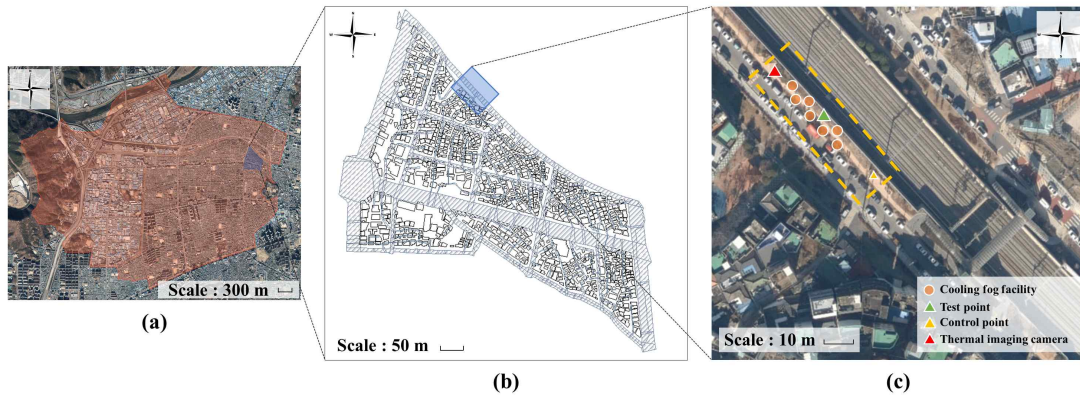 Scale : 300 m
(a)
Scale : 50 m
(b)
Cooling fog facility
Test point
Control point
Thermal imaging camera
Scale : 10 m
(c)